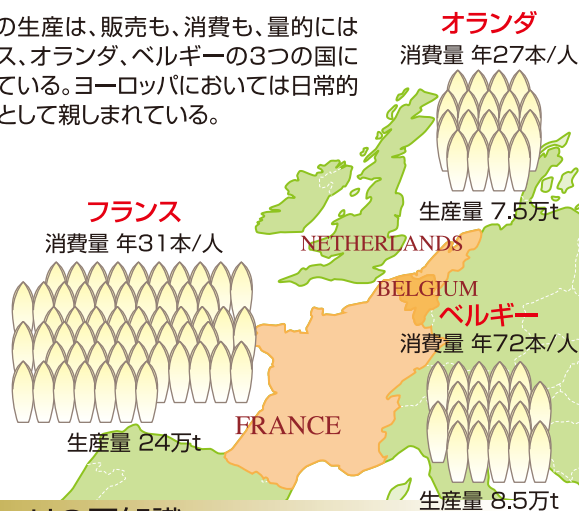 の生産は、販売も、消費も、量的には
ス、オランダ、ベルギーの3つの国に
ている。ヨーロッパにおいては日常的
として親しまれている。
オランダ
消費量 年27本/人
生産量 7.5万t
フランス
消費量 年31本/人
生産量 24万t
NETHERLANDS
BELGIUM
ベルギー
消費量 年72本/人
生産量 8.5万t
FRANCE